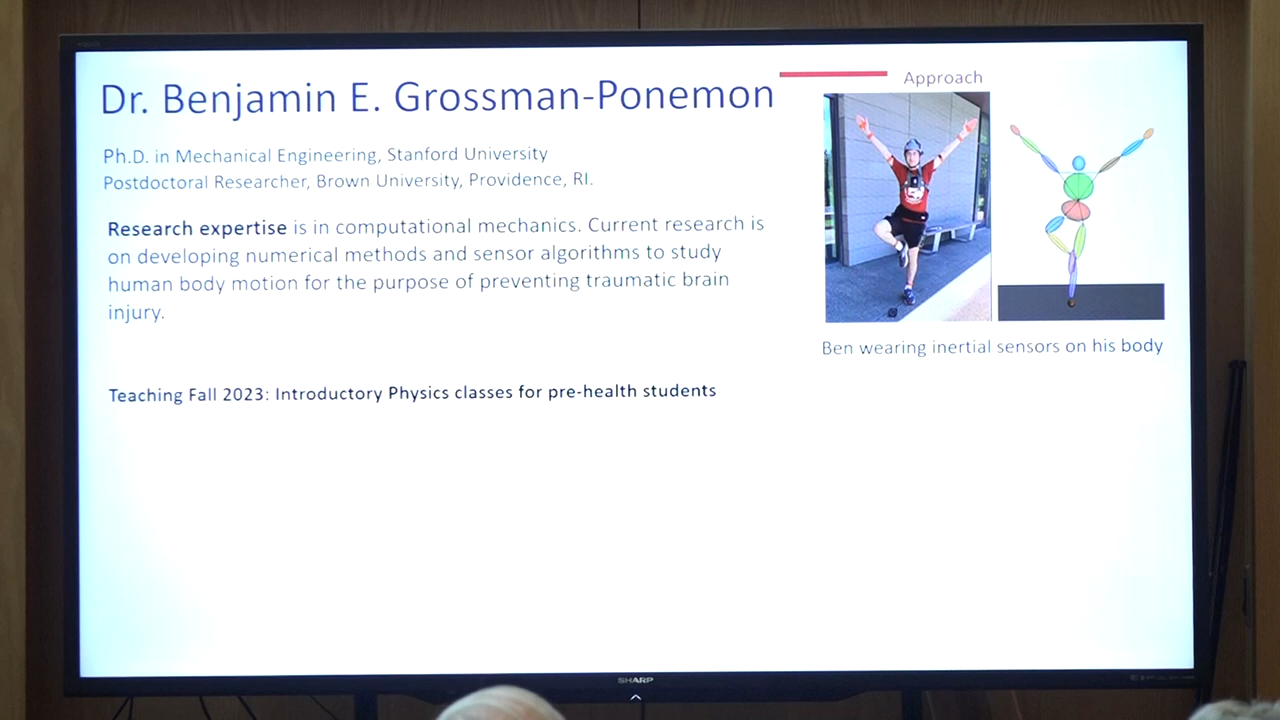 Dr. Benjamin E. Grossman-Ponemon
Ph.D. in Mechanical Engineering, Stanford University
Postdoctoral Researcher, Brown University, Providence, RI.
Research expertise is in computational mechanics. Current research is
on developing numerical methods and sensor algorithms to study
human body motion for the purpose of preventing traumatic brain
injury.
Teaching Fall 2023: Introductory Physics classes for pre-health students
Approach
Ben wearing inertial sensors on his body
SHARP